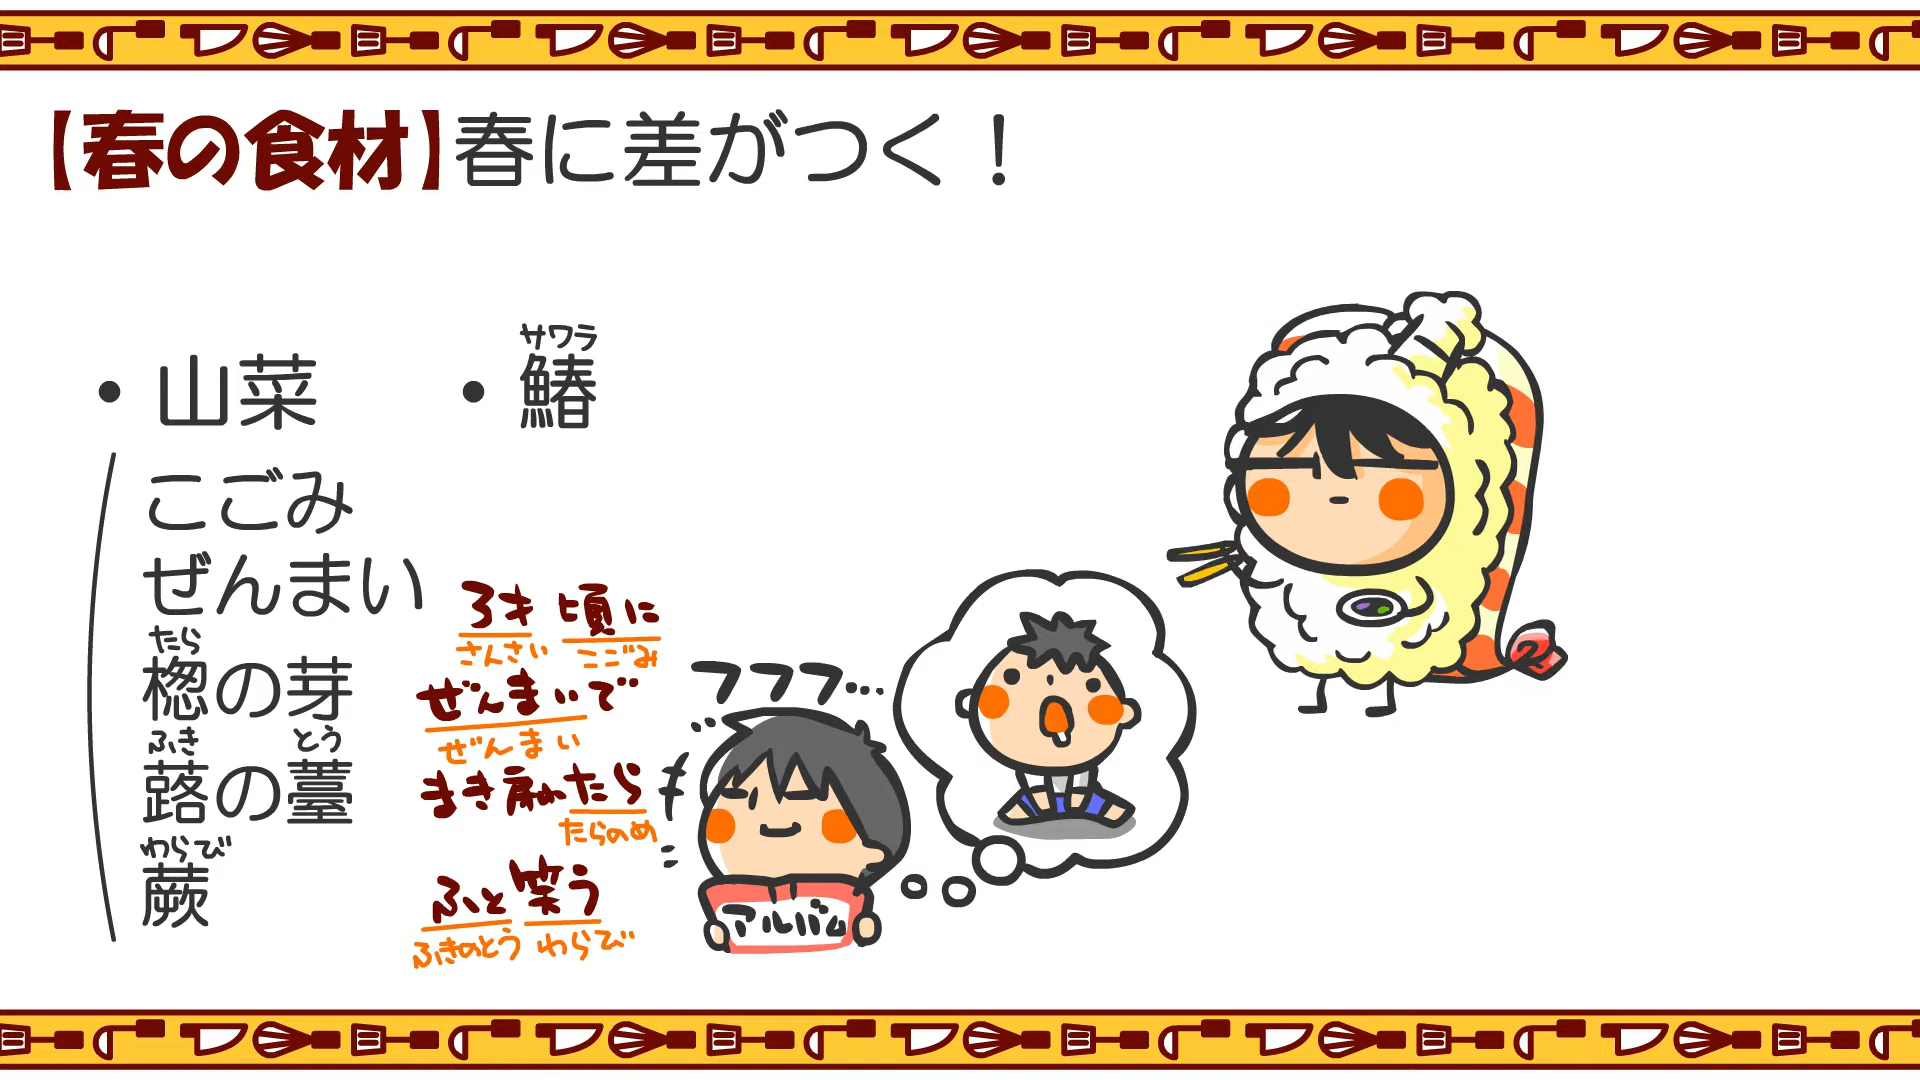 【春の食材】春に差がつく！
・山菜
こごみ
ぜんまい
たら
楤の芽
ふき とう
蕗の薹
わらび
蕨
サワラ
・鰆
3才 頃に
さんさい こごみ
ぜんまいで
ぜんまい
まき戻れたら
たらのめ
ふと笑う
ふきのとう わらび
フフフ…
アルバム